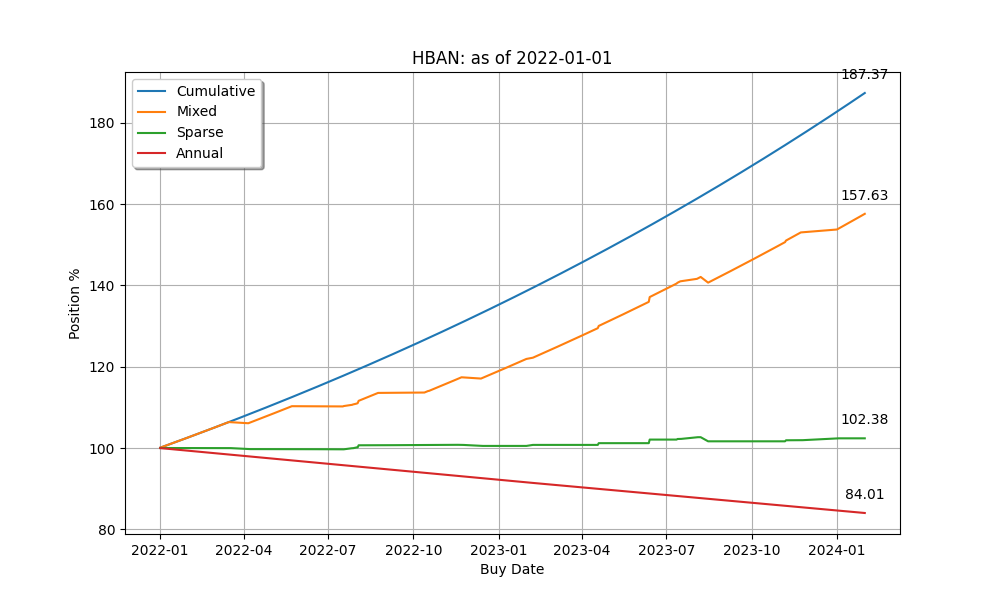 HBAN: as of 2022-01-01
187.37
Cumulative
Mixed
Sparse
Annual
180
160
157.63
140
120
102.38
100
84.01
80
Position %
2022-01
2022-04
2022-07
2022-10
2023-01
2023-04
2023-07
2023-10
2024-01
Buy Date